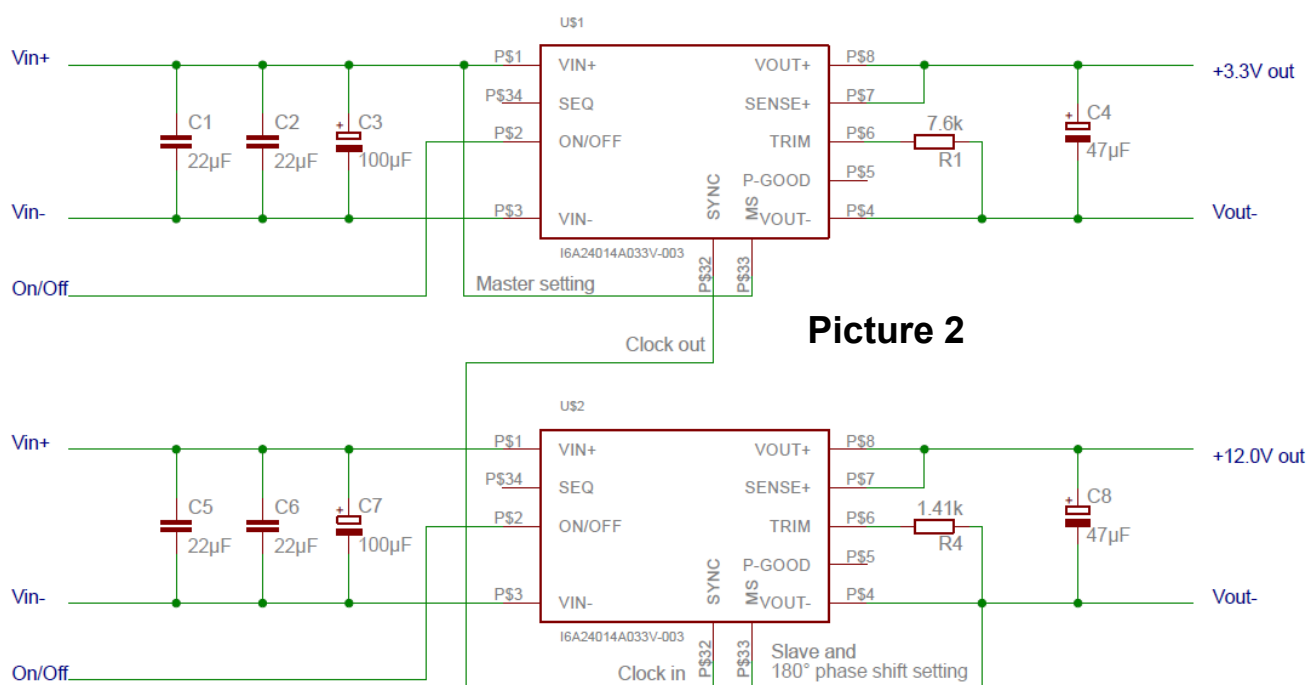 U$1
Vin+
P$1
VIN+
VOUT+
P$8
+3.3V out
P$34
SEQ
SENSE+
P$7
C1
22µF
C2
22µF
+
C3
100µF
P$2
ON/OFF
TRIM
P$6
7.6k
R1
+
C4
47µF
P-GOOD
P$5
Vin-
P$3
VIN-
SYNC
MS
VOUT-
P$4
Vout-
I6A24014A033V-003
P$32
P$33
On/Off
Master setting
Clock out
Picture 2
U$2
Vin+
P$1
VIN+
VOUT+
P$8
+12.0V out
P$34
SEQ
SENSE+
P$7
C5
22µF
C6
22µF
+
C7
100µF
P$2
ON/OFF
TRIM
P$6
1.41k
R4
+
C8
47µF
P-GOOD
P$5
Vin-
P$3
VIN-
SYNC
MS
VOUT-
P$4
Vout-
I6A24014A033V-003
P$32
P$33
On/Off
Clock in
Slave and
180° phase shift setting